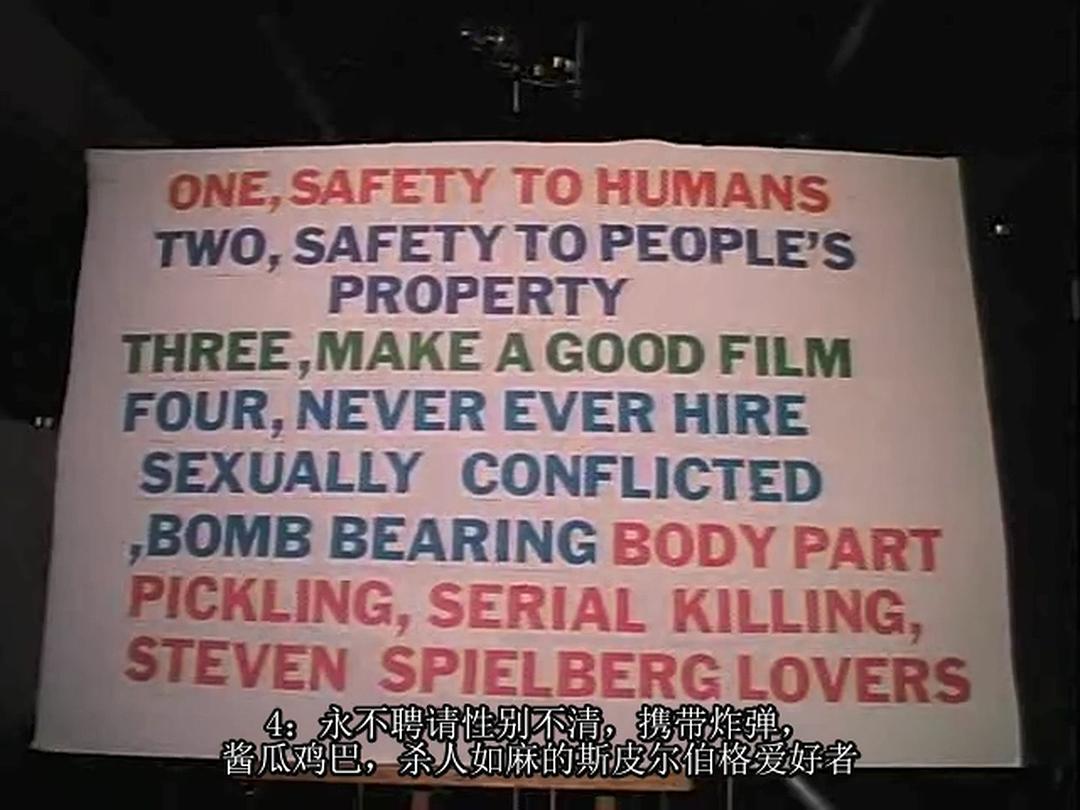 ONE, SAFETY TO HUMANS
TWO, SAFETY TO PEOPLE'S
PROPERTY
THREE ,MAKE A GOOD FILM
FOUR, NEVER EVER HIRE
SEXUALLY CONFLICTED
,BOMB BEARING BODY PART
PICKLING, SERIAL KILLING,
STEVEN SPIELBERG LOVERS
4：永不聘请性别不清，携带炸弹，
酱瓜鸡巴，杀人如麻的斯皮尔伯格爱好者